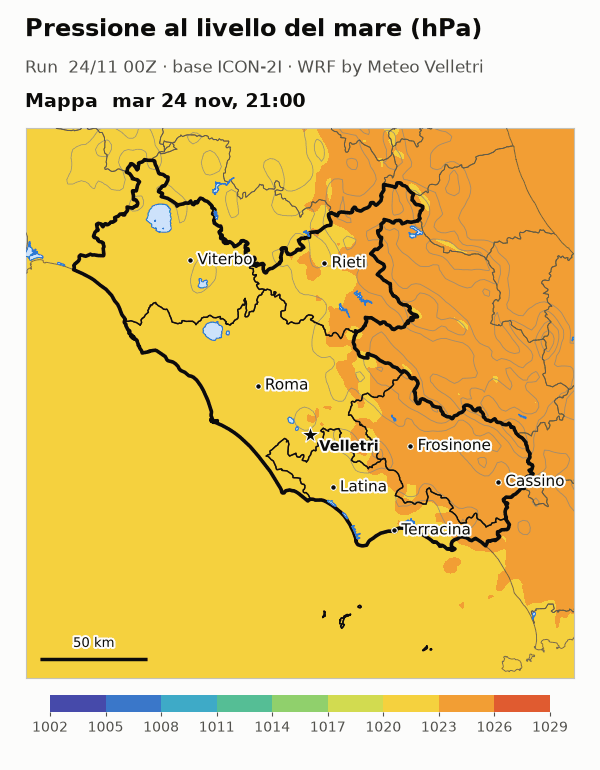 Pressione al livello del mare (hPa)
Run  24/11 00Z · base ICON-2I · WRF by Meteo Velletri
Mappa  mar 24 nov, 21:00
Viterbo
Rieti
Roma
Velletri
Frosinone
Cassino
Latina
Terracina
50 km
1002 1005 1008 1011 1014 1017 1020 1023 1026 1029